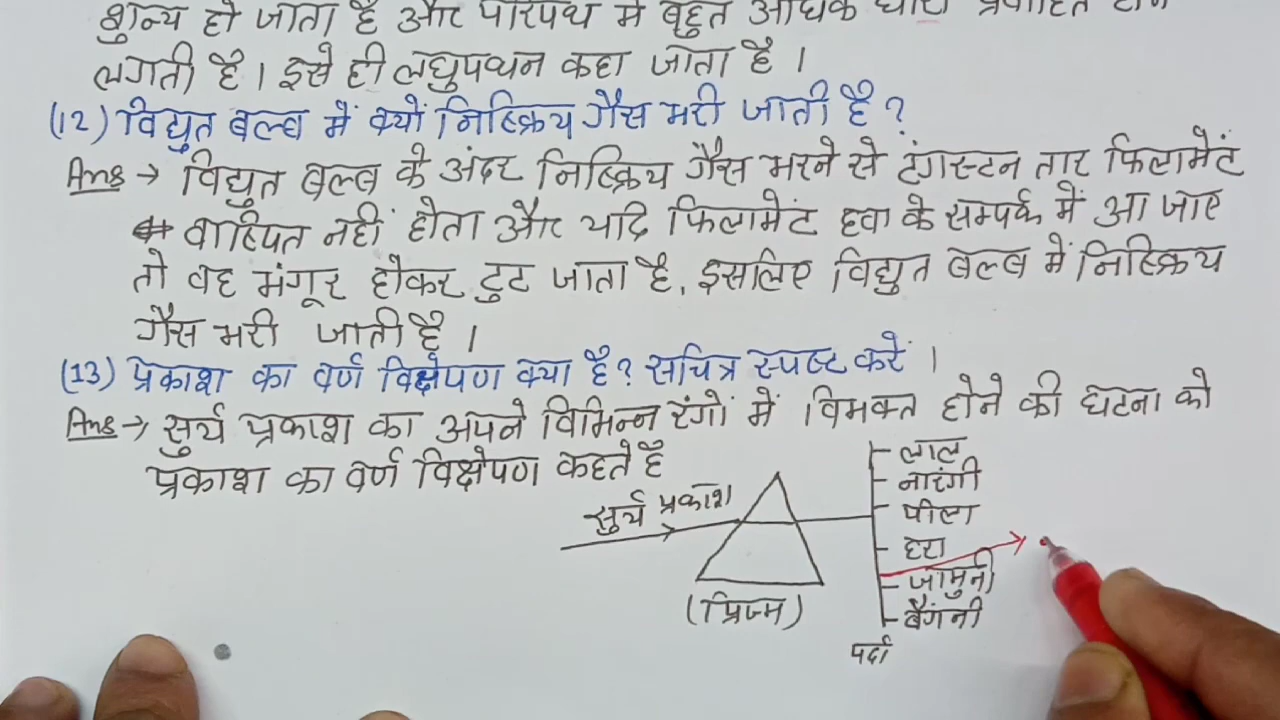 शुन्य हो जाता है और परिपथ में बहुत अधिक धारा प्रवाहित होने
लगती है। इसे ही लघुपथन कहा जाता है।
(12) विद्युत बल्ब में क्यों निष्क्रिय गैस भरी जाती है?
Ans → विद्युत बल्ब के अंदर निष्क्रिय गैस भरने से टंगस्टन तार फिलामेंट
वाष्पित नहीं होता और यदि फिलामेंट हवा के सम्पर्क में आ जाए
तो वह भंगूर होकर टुट जाता है, इसलिए विद्युत बल्ब में निष्क्रिय
गैस भरी जाती है।
(13) प्रकाश का वर्ण विक्षेपण क्या है? सचित्र स्पष्ट करें।
Ans → सुर्य प्रकाश का अपने विभिन्न रंगों में विभक्त होने की घटना को
प्रकाश का वर्ण विक्षेपण कहते है
सुर्य प्रकाश
(प्रिज्म)
लाल
नारंगी
पीला
हरा
जामुनी
बैंगनी
पर्दा